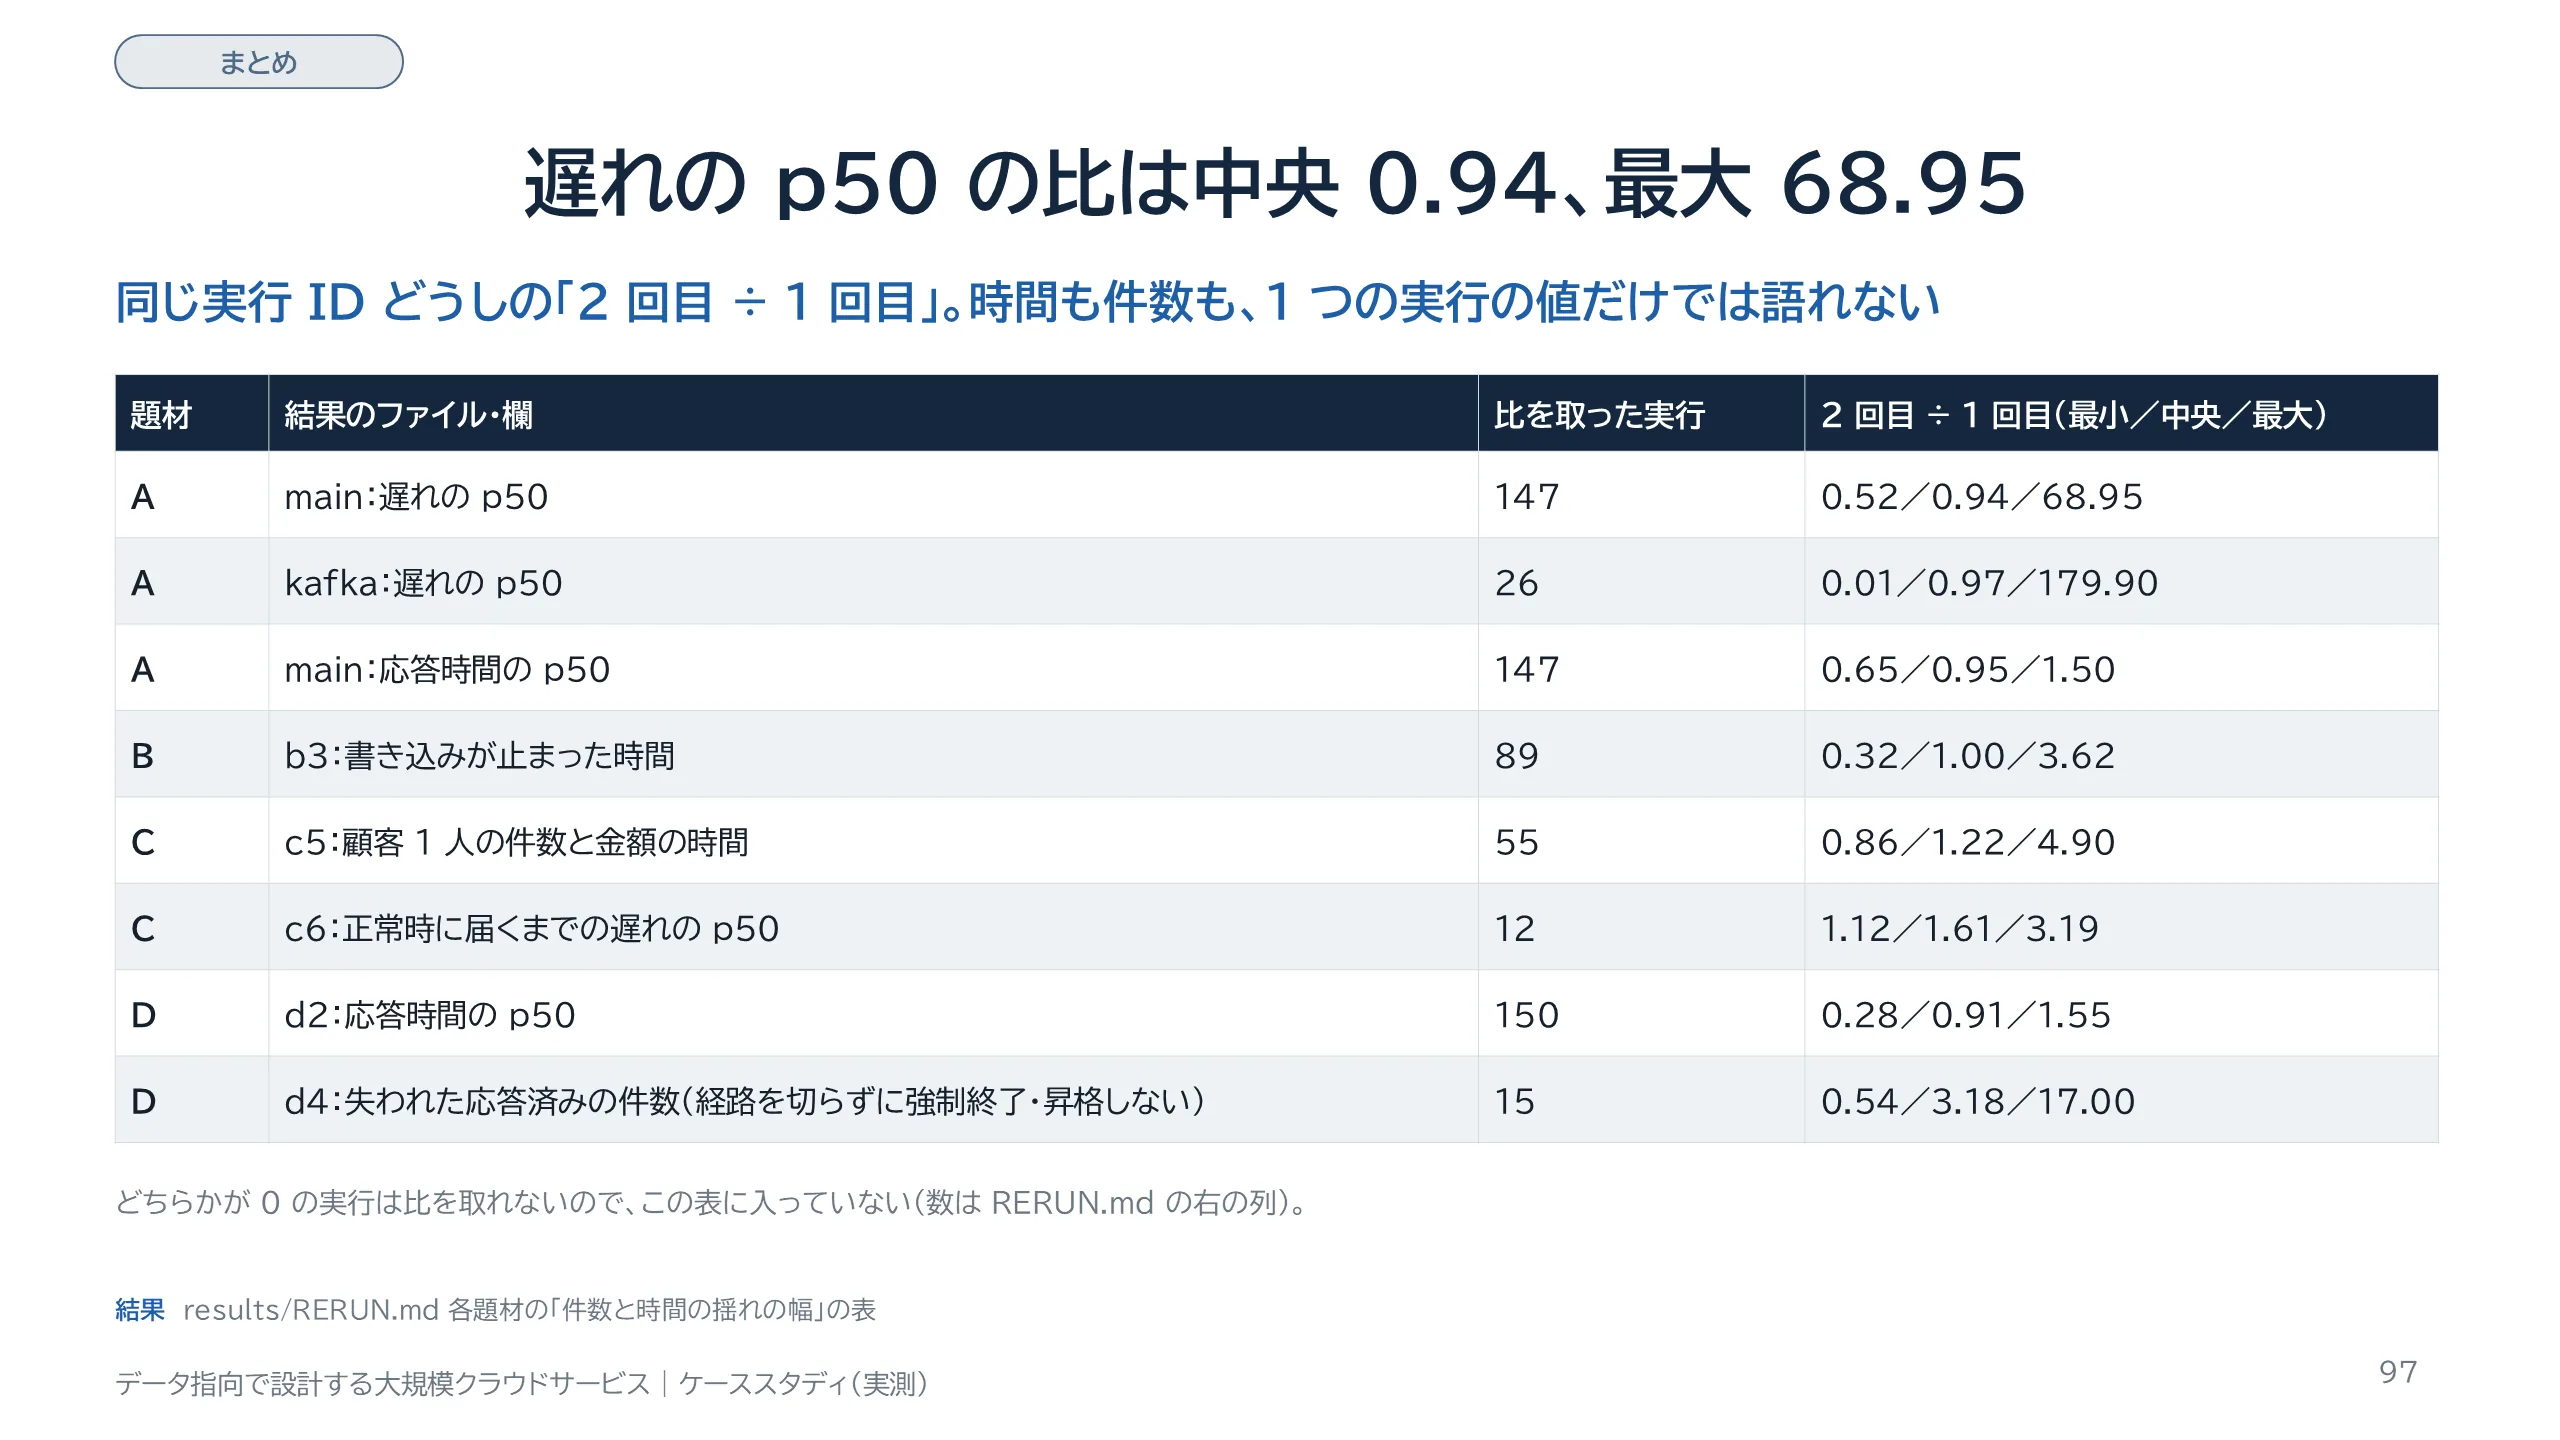 まとめ
遅れの p50 の比は中央 0.94、最大 68.95
同じ実行 ID どうしの「2 回目 ÷ 1 回目」。時間も件数も、1 つの実行の値だけでは語れない
題材 結果のファイル・欄 比を取った実行 2 回目 ÷ 1 回目（最小／中央／最大）
A main：遅れの p50 147 0.52／0.94／68.95
A kafka：遅れの p50 26 0.01／0.97／179.90
A main：応答時間の p50 147 0.65／0.95／1.50
B b3：書き込みが止まった時間 89 0.32／1.00／3.62
C c5：顧客 1 人の件数と金額の時間 55 0.86／1.22／4.90
C c6：正常時に届くまでの遅れの p50 12 1.12／1.61／3.19
D d2：応答時間の p50 150 0.28／0.91／1.55
D d4：失われた応答済みの件数（経路を切らずに強制終了・昇格しない） 15 0.54／3.18／17.00
どちらかが 0 の実行は比を取れないので、この表に入っていない（数は RERUN.md の右の列）。
結果 results/RERUN.md 各題材の「件数と時間の揺れの幅」の表
データ指向で設計する大規模クラウドサービス｜ケーススタディ（実測）
97